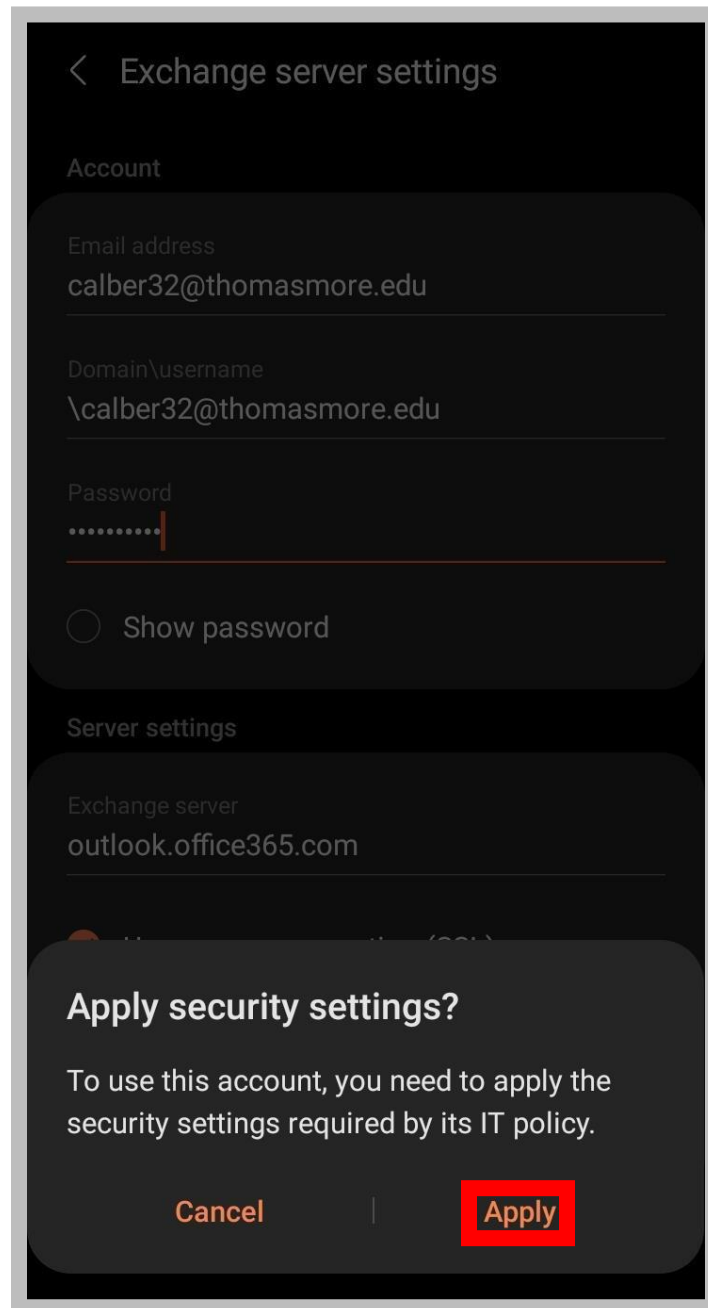 Exchange server settings
Account
Email address
calber32@thomasmore.edu
Domain\username
\calber32@thomasmore.edu
Password
••••••••••
Show password
Server settings
Exchange server
outlook.office365.com
Apply security settings?
To use this account, you need to apply the
security settings required by its IT policy.
Cancel
Apply